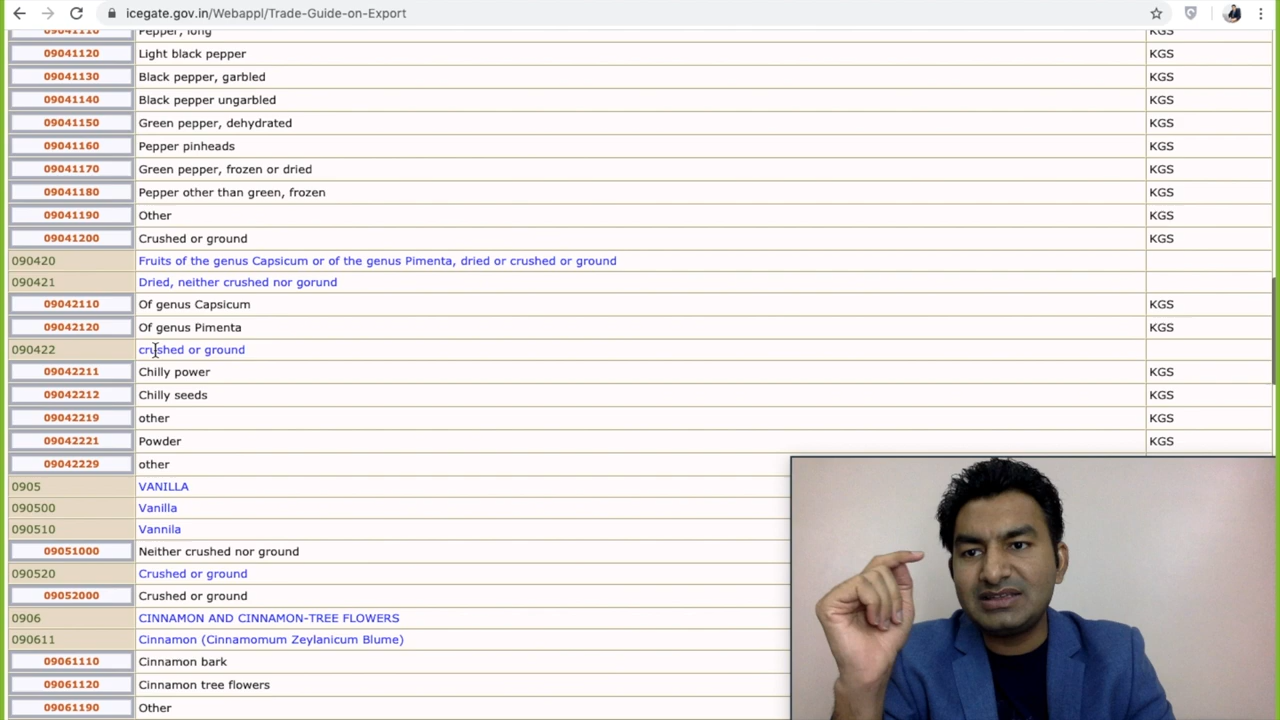 icegate.gov.in/Webappl/Trade-Guide-on-Export
09041110 Pepper, long KGS
09041120 Light black pepper KGS
09041130 Black pepper, garbled KGS
09041140 Black pepper ungarbled KGS
09041150 Green pepper, dehydrated KGS
09041160 Pepper pinheads KGS
09041170 Green pepper, frozen or dried KGS
09041180 Pepper other than green, frozen KGS
09041190 Other KGS
09041200 Crushed or ground KGS
090420 Fruits of the genus Capsicum or of the genus Pimenta, dried or crushed or ground
090421 Dried, neither crushed nor gorund
09042110 Of genus Capsicum KGS
09042120 Of genus Pimenta KGS
090422 crushed or ground
09042211 Chilly power KGS
09042212 Chilly seeds KGS
09042219 other KGS
09042221 Powder KGS
09042229 other
0905 VANILLA
090500 Vanilla
090510 Vannila
09051000 Neither crushed nor ground
090520 Crushed or ground
09052000 Crushed or ground
0906 CINNAMON AND CINNAMON-TREE FLOWERS
090611 Cinnamon (Cinnamomum Zeylanicum Blume)
09061110 Cinnamon bark
09061120 Cinnamon tree flowers
09061190 Other